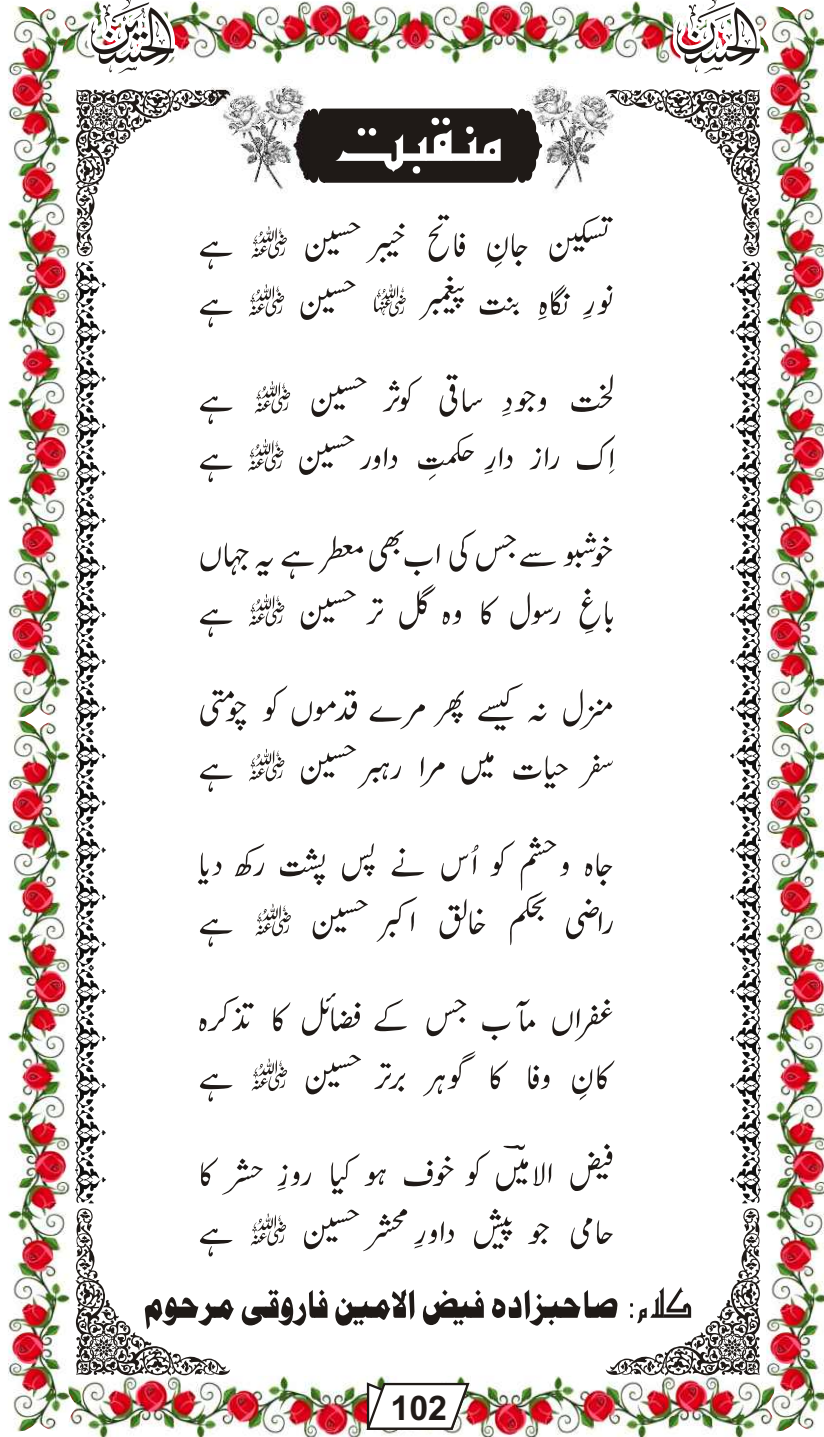 الحسنین الحسنین
منقبت
تسکین جانِ فاتح خیبر حسین رضی اللہ عنہ ہے
نورِ نگاہِ بنت پیغمبر رضی اللہ عنہا حسین رضی اللہ عنہ ہے
لخت وجودِ ساقی کوثر حسین رضی اللہ عنہ ہے
اِک راز دارِ حکمتِ داور حسین رضی اللہ عنہ ہے
خوشبو سے جس کی اب بھی معطر ہے یہ جہاں
باغِ رسول کا وہ گل تر حسین رضی اللہ عنہ ہے
منزل نہ کیسے پھر مرے قدموں کو چومتی
سفر حیات میں مرا رہبر حسین رضی اللہ عنہ ہے
جاہ و حشم کو اُس نے پس پشت رکھ دیا
راضی بحکم خالق اکبر حسین رضی اللہ عنہ ہے
غفراں مآب جس کے فضائل کا تذکرہ
کانِ وفا کا گوہر برتر حسین رضی اللہ عنہ ہے
فیض الامیںؔ کو خوف ہو کیا روزِ حشر کا
حامی جو پیش داورِ محشر حسین رضی اللہ عنہ ہے
کلام: صاحبزادہ فیض الامین فاروقی مرحوم
102